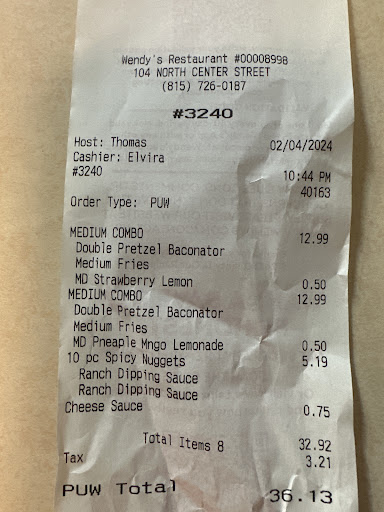 Wendy's Restaurant #00008998
104 NORTH CENTER STREET
(815) 726-0187
#3240
Host: Thomas 02/04/2024
Cashier: Elvira
#3240 10:44 PM
40163
Order Type: PUW
MEDIUM COMBO 12.99
Double Pretzel Baconator
Medium Fries
MD Strawberry Lemon 0.50
MEDIUM COMBO 12.99
Double Pretzel Baconator
Medium Fries
MD Pneaple Mngo Lemonade 0.50
10 pc Spicy Nuggets 5.19
Ranch Dipping Sauce
Ranch Dipping Sauce
Cheese Sauce 0.75
Total Items 8 32.92
Tax 3.21
PUW Total 36.13